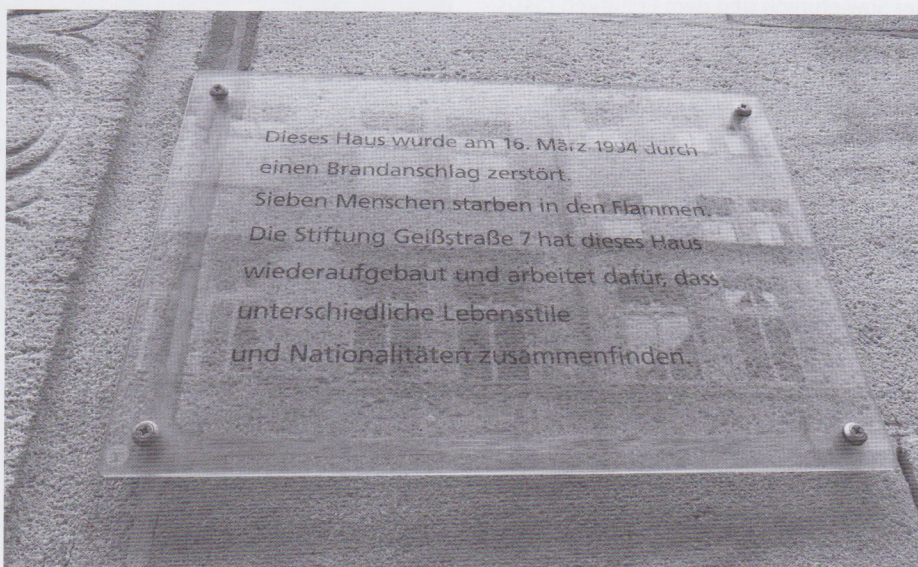 Dieses Haus wurde am 16. März 1994 durch
einen Brandanschlag zerstört.
Sieben Menschen starben in den Flammen.
Die Stiftung Geißstraße 7 hat dieses Haus
wiederaufgebaut und arbeitet dafür, dass
unterschiedliche Lebensstile
und Nationalitäten zusammenfinden.